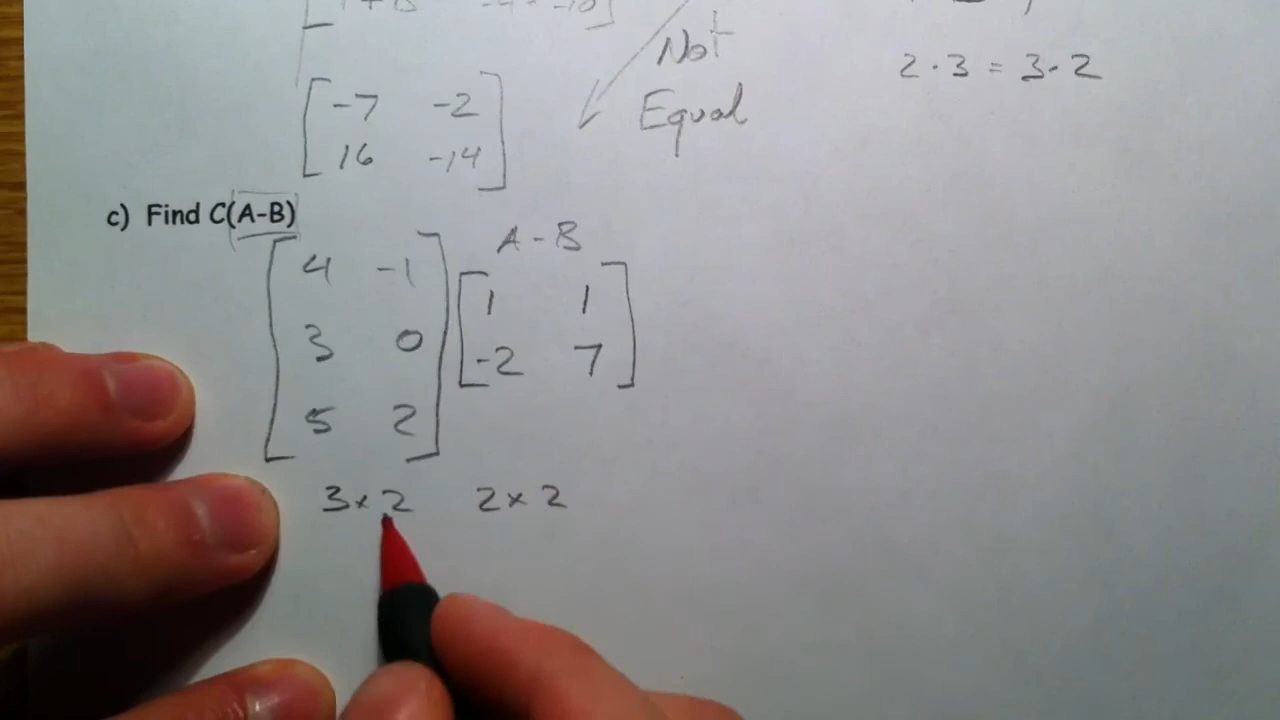 Not
2 · 3 = 3 · 2
-7 -2
Equal
16 -14
c) Find C(A-B)
A - B
4 -1
1 1
3 0
-2 7
5 2
3 × 2 2 × 2